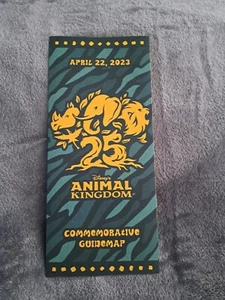 APRIL 22, 2023
25
Disney's
ANIMAL
KINGDOM
COMMEMORATIVE
GUIDEMAP